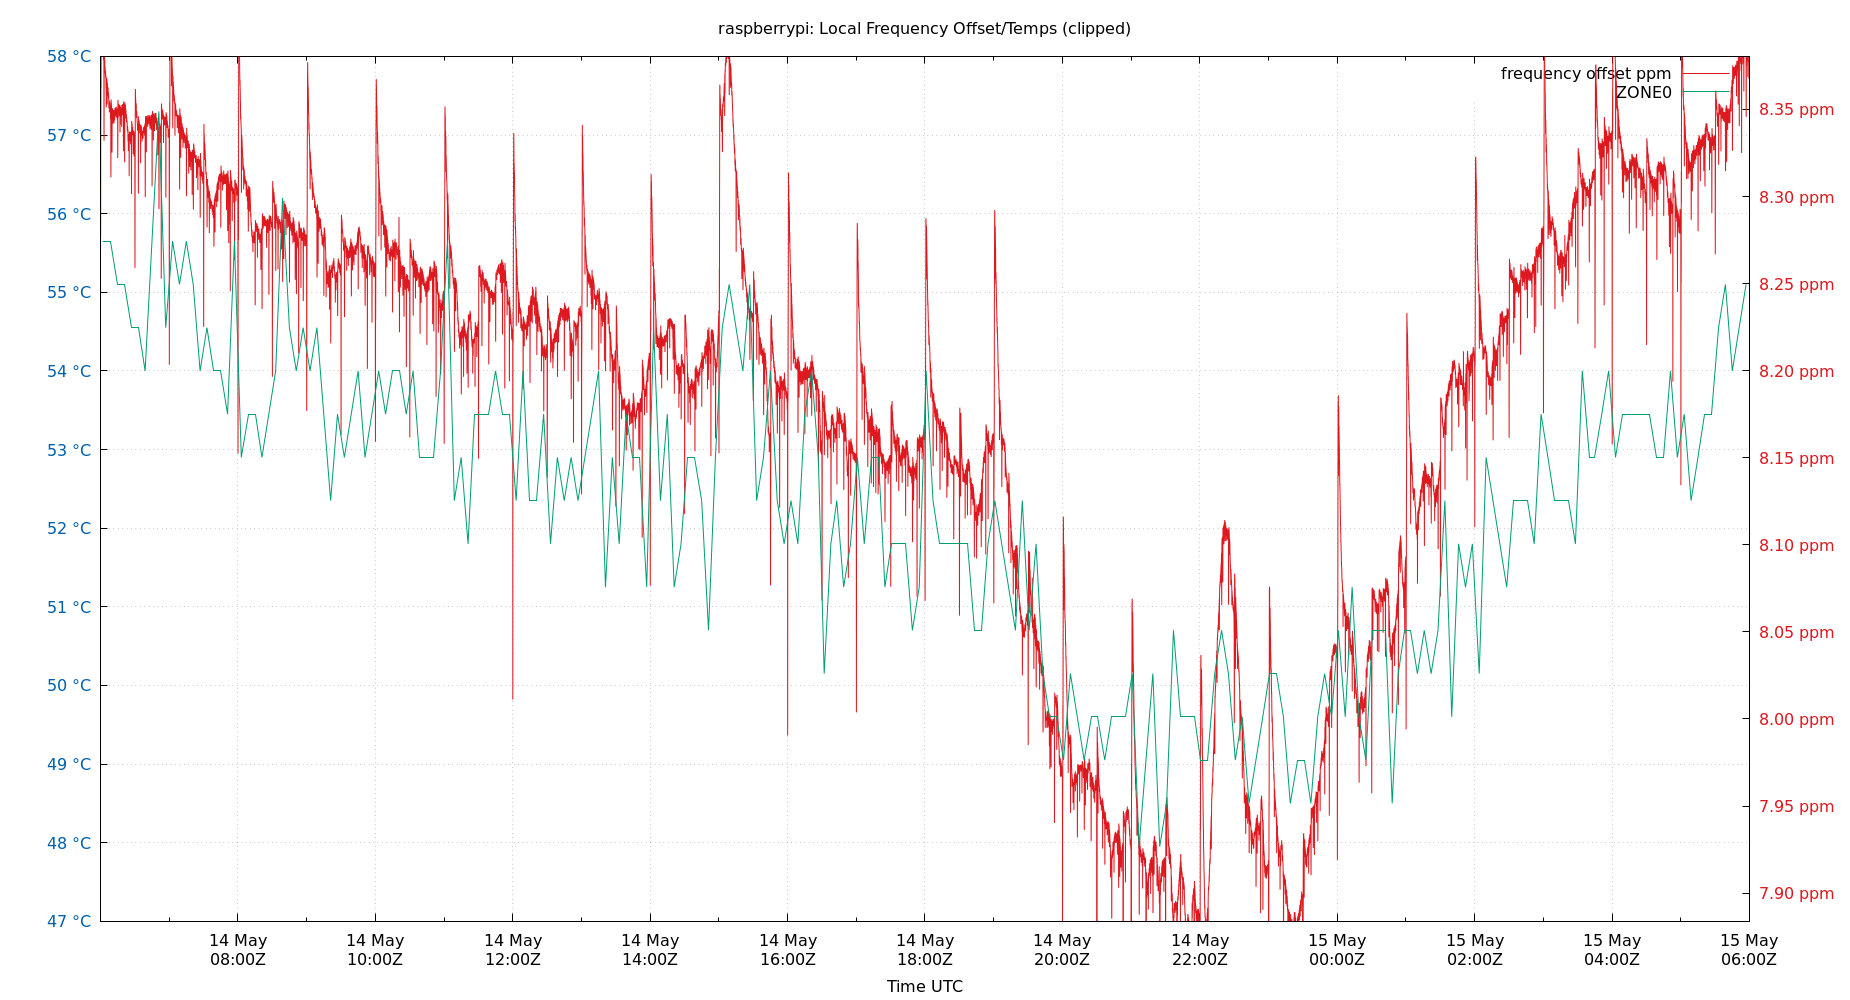 raspberrypi: Local Frequency Offset/Temps (clipped)
58 °C
57 °C
56 °C
55 °C
54 °C
53 °C
52 °C
51 °C
50 °C
49 °C
48 °C
47 °C
frequency offset ppm
ZONE0
8.35 ppm
8.30 ppm
8.25 ppm
8.20 ppm
8.15 ppm
8.10 ppm
8.05 ppm
8.00 ppm
7.95 ppm
7.90 ppm
14 May 14 May 14 May 14 May 14 May 14 May 14 May 14 May 15 May 15 May 15 May 15 May
08:00Z 10:00Z 12:00Z 14:00Z 16:00Z 18:00Z 20:00Z 22:00Z 00:00Z 02:00Z 04:00Z 06:00Z
Time UTC